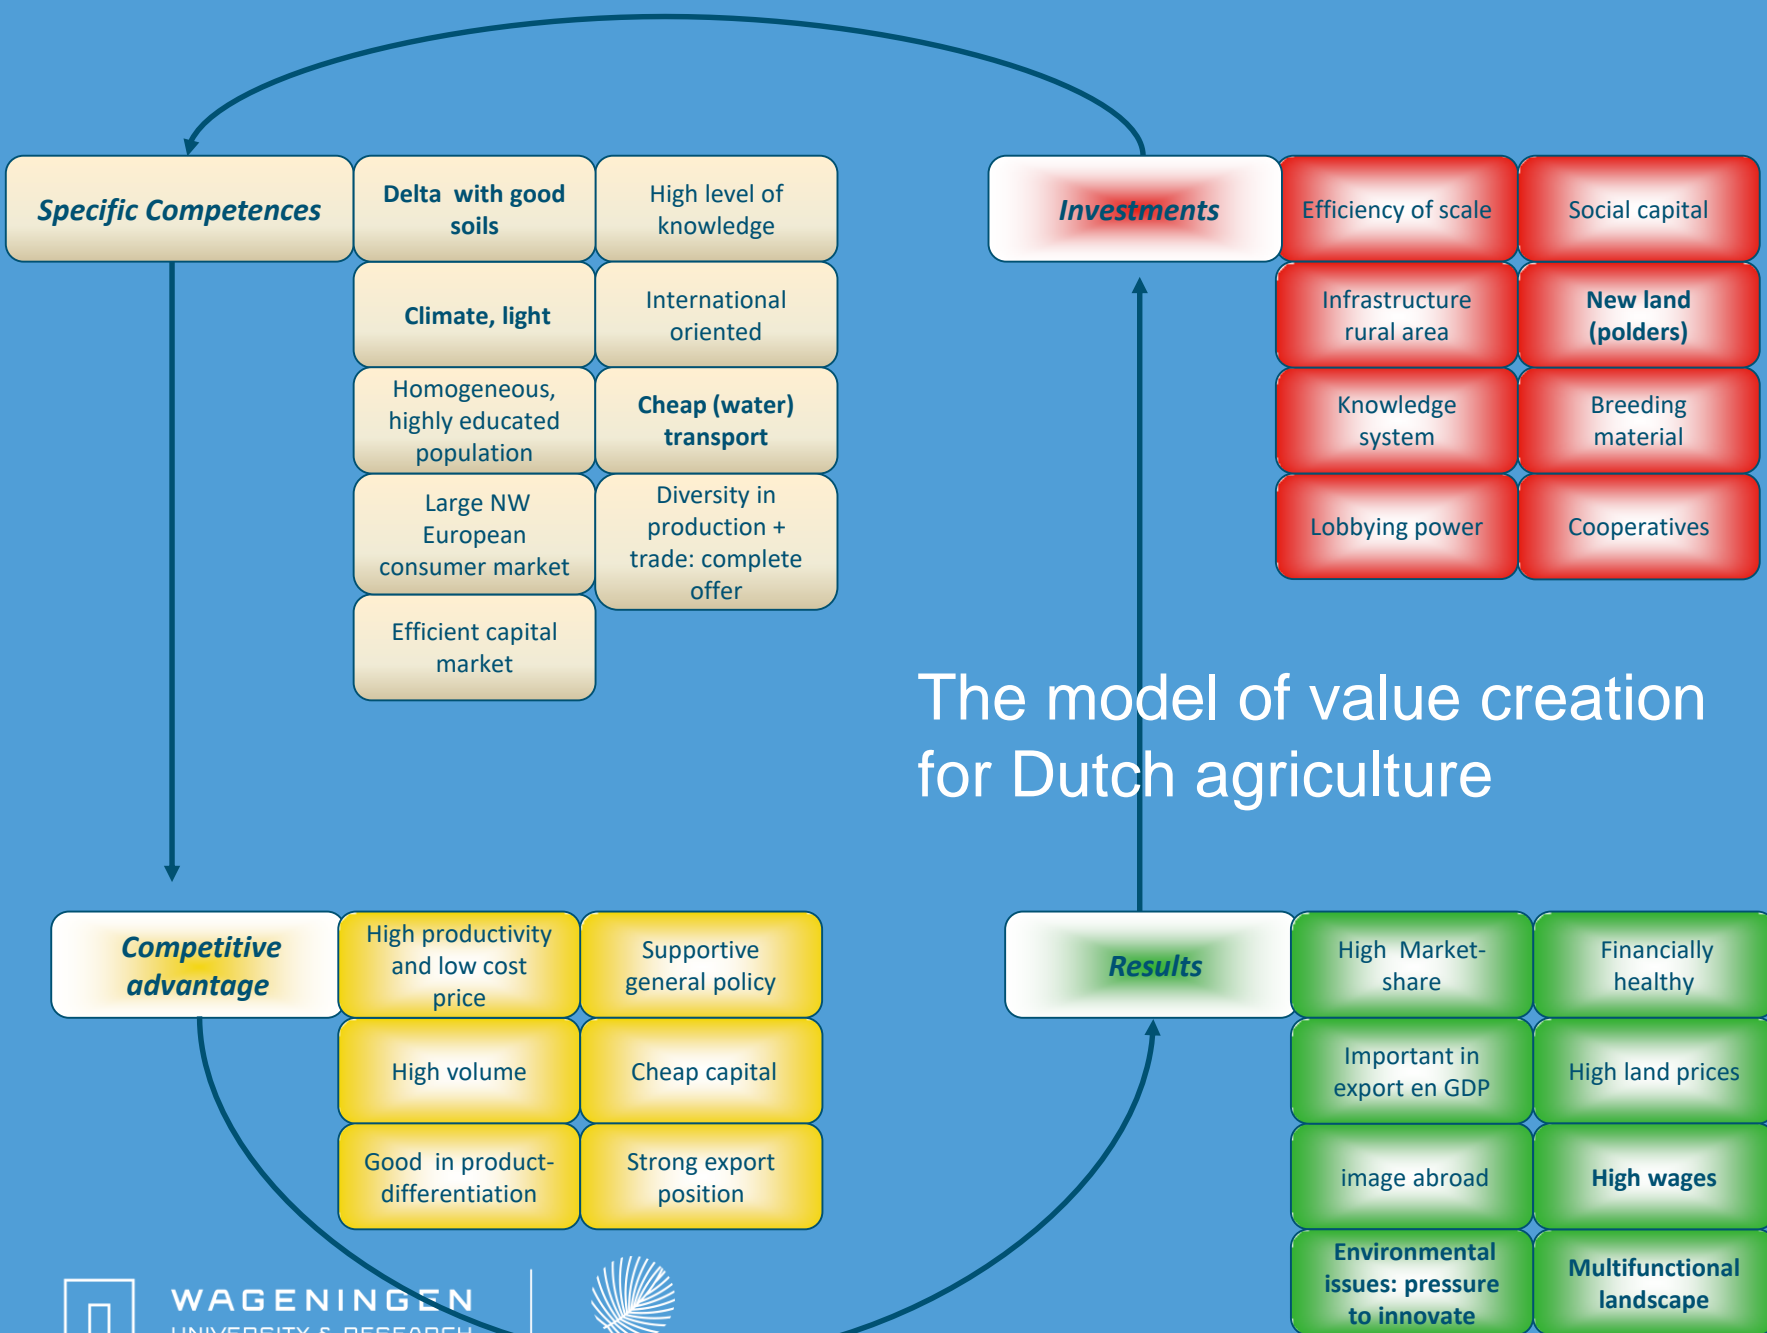 Specific Competences
Delta  with good
soils
High level of
knowledge
Climate, light
International
oriented
Homogeneous,
highly educated
population
Cheap (water)
transport
Large NW
European
consumer market
Diversity in
production +
trade: complete
offer
Efficient capital
market
Investments
Efficiency of scale
Social capital
Infrastructure
rural area
New land
(polders)
Knowledge
system
Breeding
material
Lobbying power
Cooperatives
The model of value creation
for Dutch agriculture
Competitive
advantage
High productivity
and low cost
price
Supportive
general policy
High volume
Cheap capital
Good  in product-
differentiation
Strong export
position
Results
High  Market-
share
Financially
healthy
Important in
export en GDP
High land prices
image abroad
High wages
Environmental
issues: pressure
to innovate
Multifunctional
landscape
WAGENINGEN
UNIVERSITY & RESEARCH